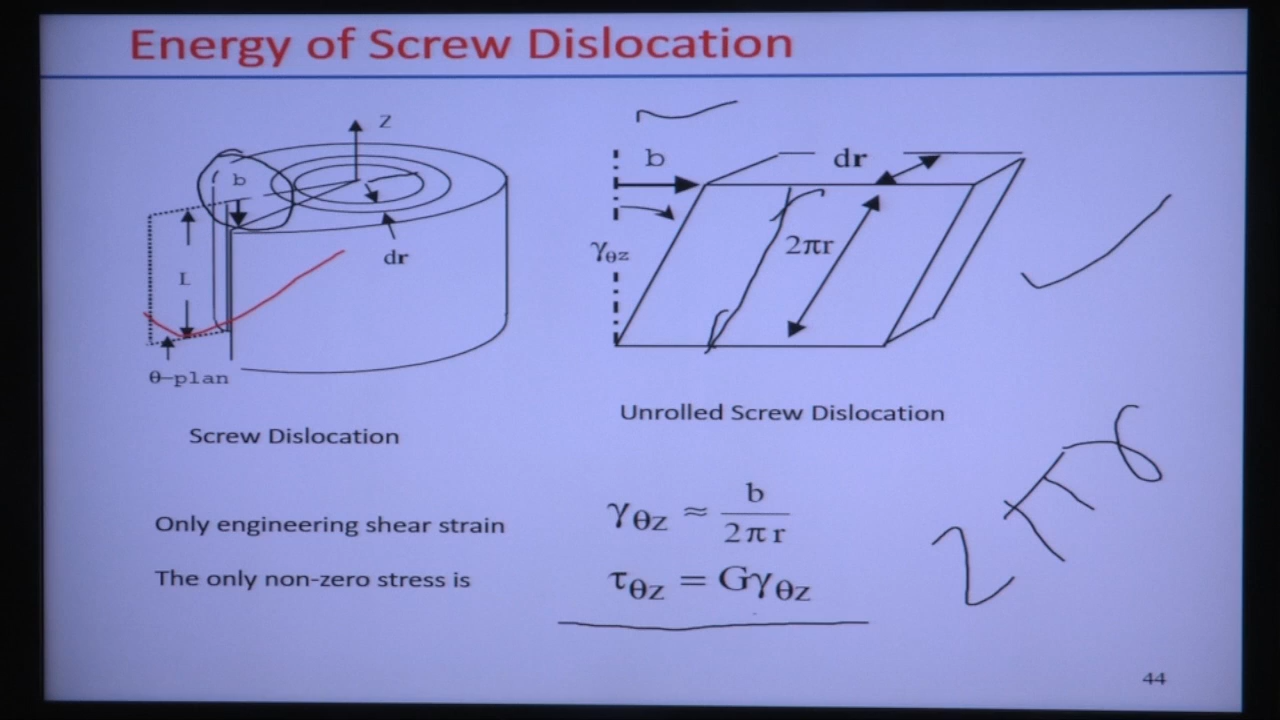 Energy of Screw Dislocation
Z
b
L
dr
θ-plan
Screw Dislocation
b
dr
γθz
2πr
Unrolled Screw Dislocation
Only engineering shear strain
γθz ≈ b / 2πr
The only non-zero stress is
τθz = Gγθz
2πr
44